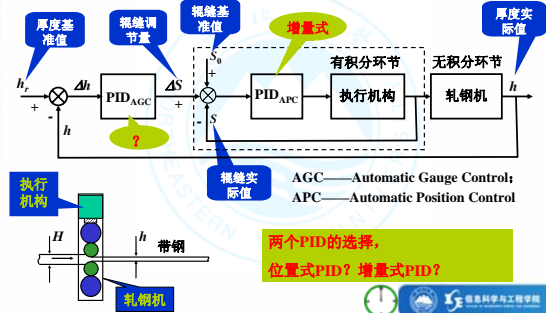 厚度基
准值
辊缝调
节量
辊缝基
准值
增量式
厚度实
际值
有积分环节
无积分环节
hr
+
-
Δh
PIDAGC
ΔS
+
S0
+
-
S
PIDAPC
执行机构
轧钢机
h
h
?
辊缝实
际值
AGC——Automatic Gauge Control;
APC——Automatic Position Control
执行
机构
H
h
带钢
轧钢机
两个PID的选择，
位置式PID？增量式PID？
信息科学与工程学院